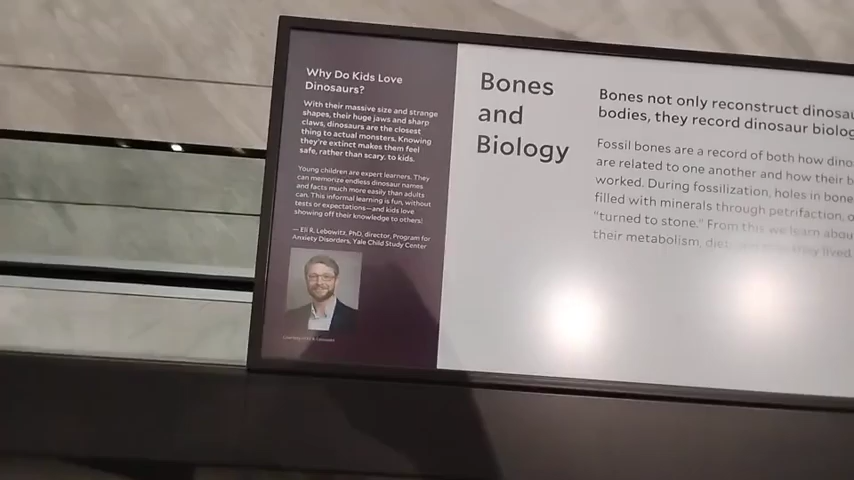 Why Do Kids Love
Dinosaurs?
With their massive size and strange
shapes, their huge jaws and sharp
claws, dinosaurs are the closest
thing to actual monsters. Knowing
they're extinct makes them feel
safe, rather than scary, to kids.
Young children are expert learners. They
can memorize endless dinosaur names
and facts much more easily than adults
can. This informal learning is fun, without
tests or expectations—and kids love
showing off their knowledge to others!
— Eli R. Lebowitz, PhD, director, Program for
Anxiety Disorders, Yale Child Study Center
Bones
and
Biology
Bones not only reconstruct dinosau
bodies, they record dinosaur biolog
Fossil bones are a record of both how dino
are related to one another and how their b
worked. During fossilization, holes in bone
filled with minerals through petrifaction, o
"turned to stone." From this we learn abou
their metabolism, diet, they lived